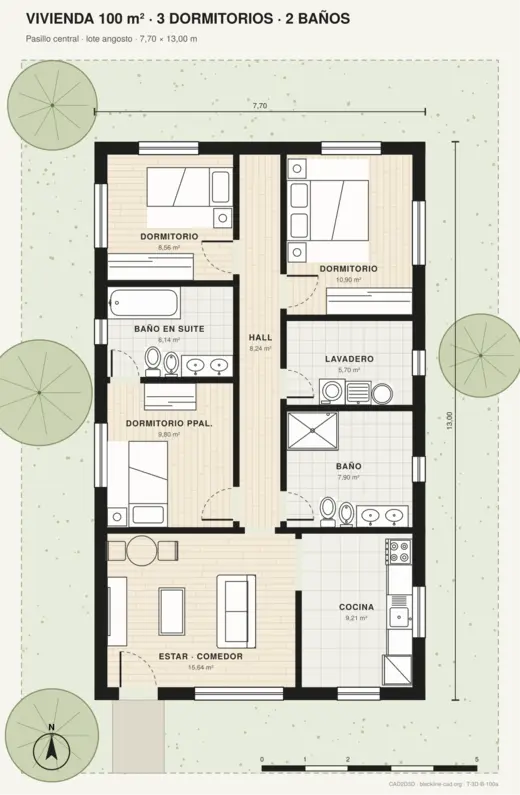 VIVIENDA 100 m² · 3 DORMITORIOS · 2 BAÑOS
Pasillo central · lote angosto · 7,70 × 13,00 m
7,70
DORMITORIO
8,56 m²
DORMITORIO
10,90 m²
BAÑO EN SUITE
6,14 m²
HALL
8,24 m²
LAVADERO
5,70 m²
13,00
DORMITORIO PPAL.
9,80 m²
BAÑO
7,90 m²
COCINA
9,21 m²
ESTAR · COMEDOR
15,64 m²
N
0 1 2 5